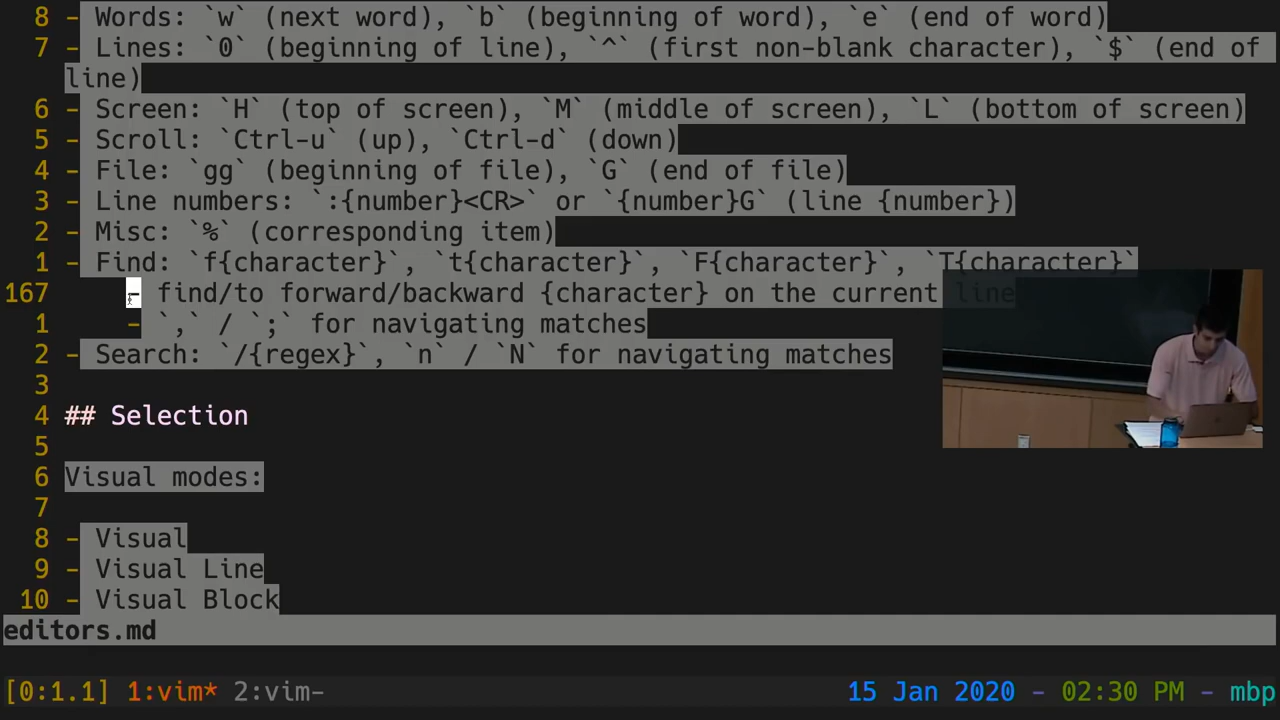 8 - Words: `w` (next word), `b` (beginning of word), `e` (end of word)
7 - Lines: `0` (beginning of line), `^` (first non-blank character), `$` (end of
line)
6 - Screen: `H` (top of screen), `M` (middle of screen), `L` (bottom of screen)
5 - Scroll: `Ctrl-u` (up), `Ctrl-d` (down)
4 - File: `gg` (beginning of file), `G` (end of file)
3 - Line numbers: `:{number}<CR>` or `{number}G` (line {number})
2 - Misc: `%` (corresponding item)
1 - Find: `f{character}`, `t{character}`, `F{character}`, `T{character}`
167 - find/to forward/backward {character} on the current line
1 - `,` / `;` for navigating matches
2 - Search: `/{regex}`, `n` / `N` for navigating matches
3
4 ## Selection
5
6 Visual modes:
7
8 - Visual
9 - Visual Line
10 - Visual Block
editors.md
[0:1.1] 1:vim* 2:vim- 15 Jan 2020 - 02:30 PM - mbp